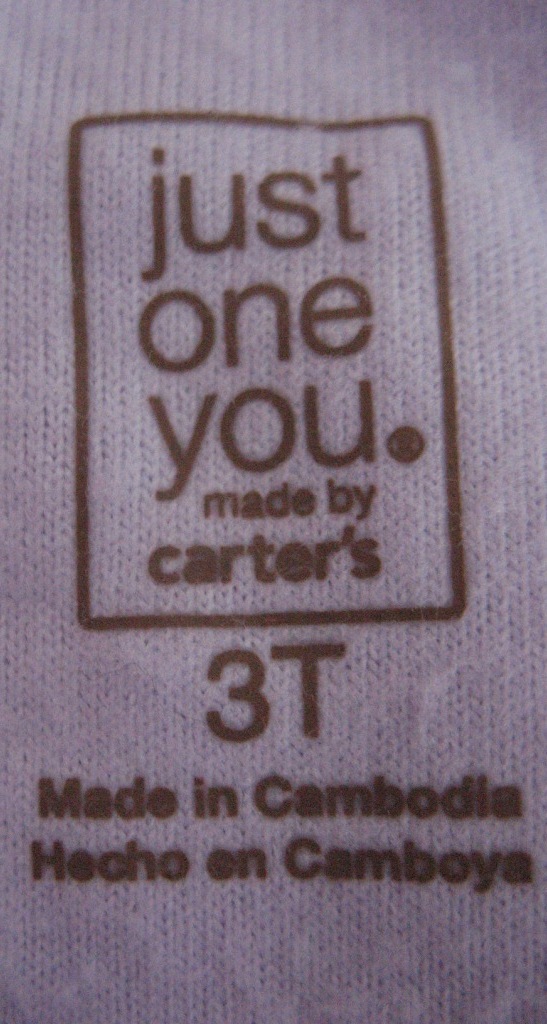 just
one
you.®
made by
carter's
3T
Made in Cambodia
Hecho en Camboya